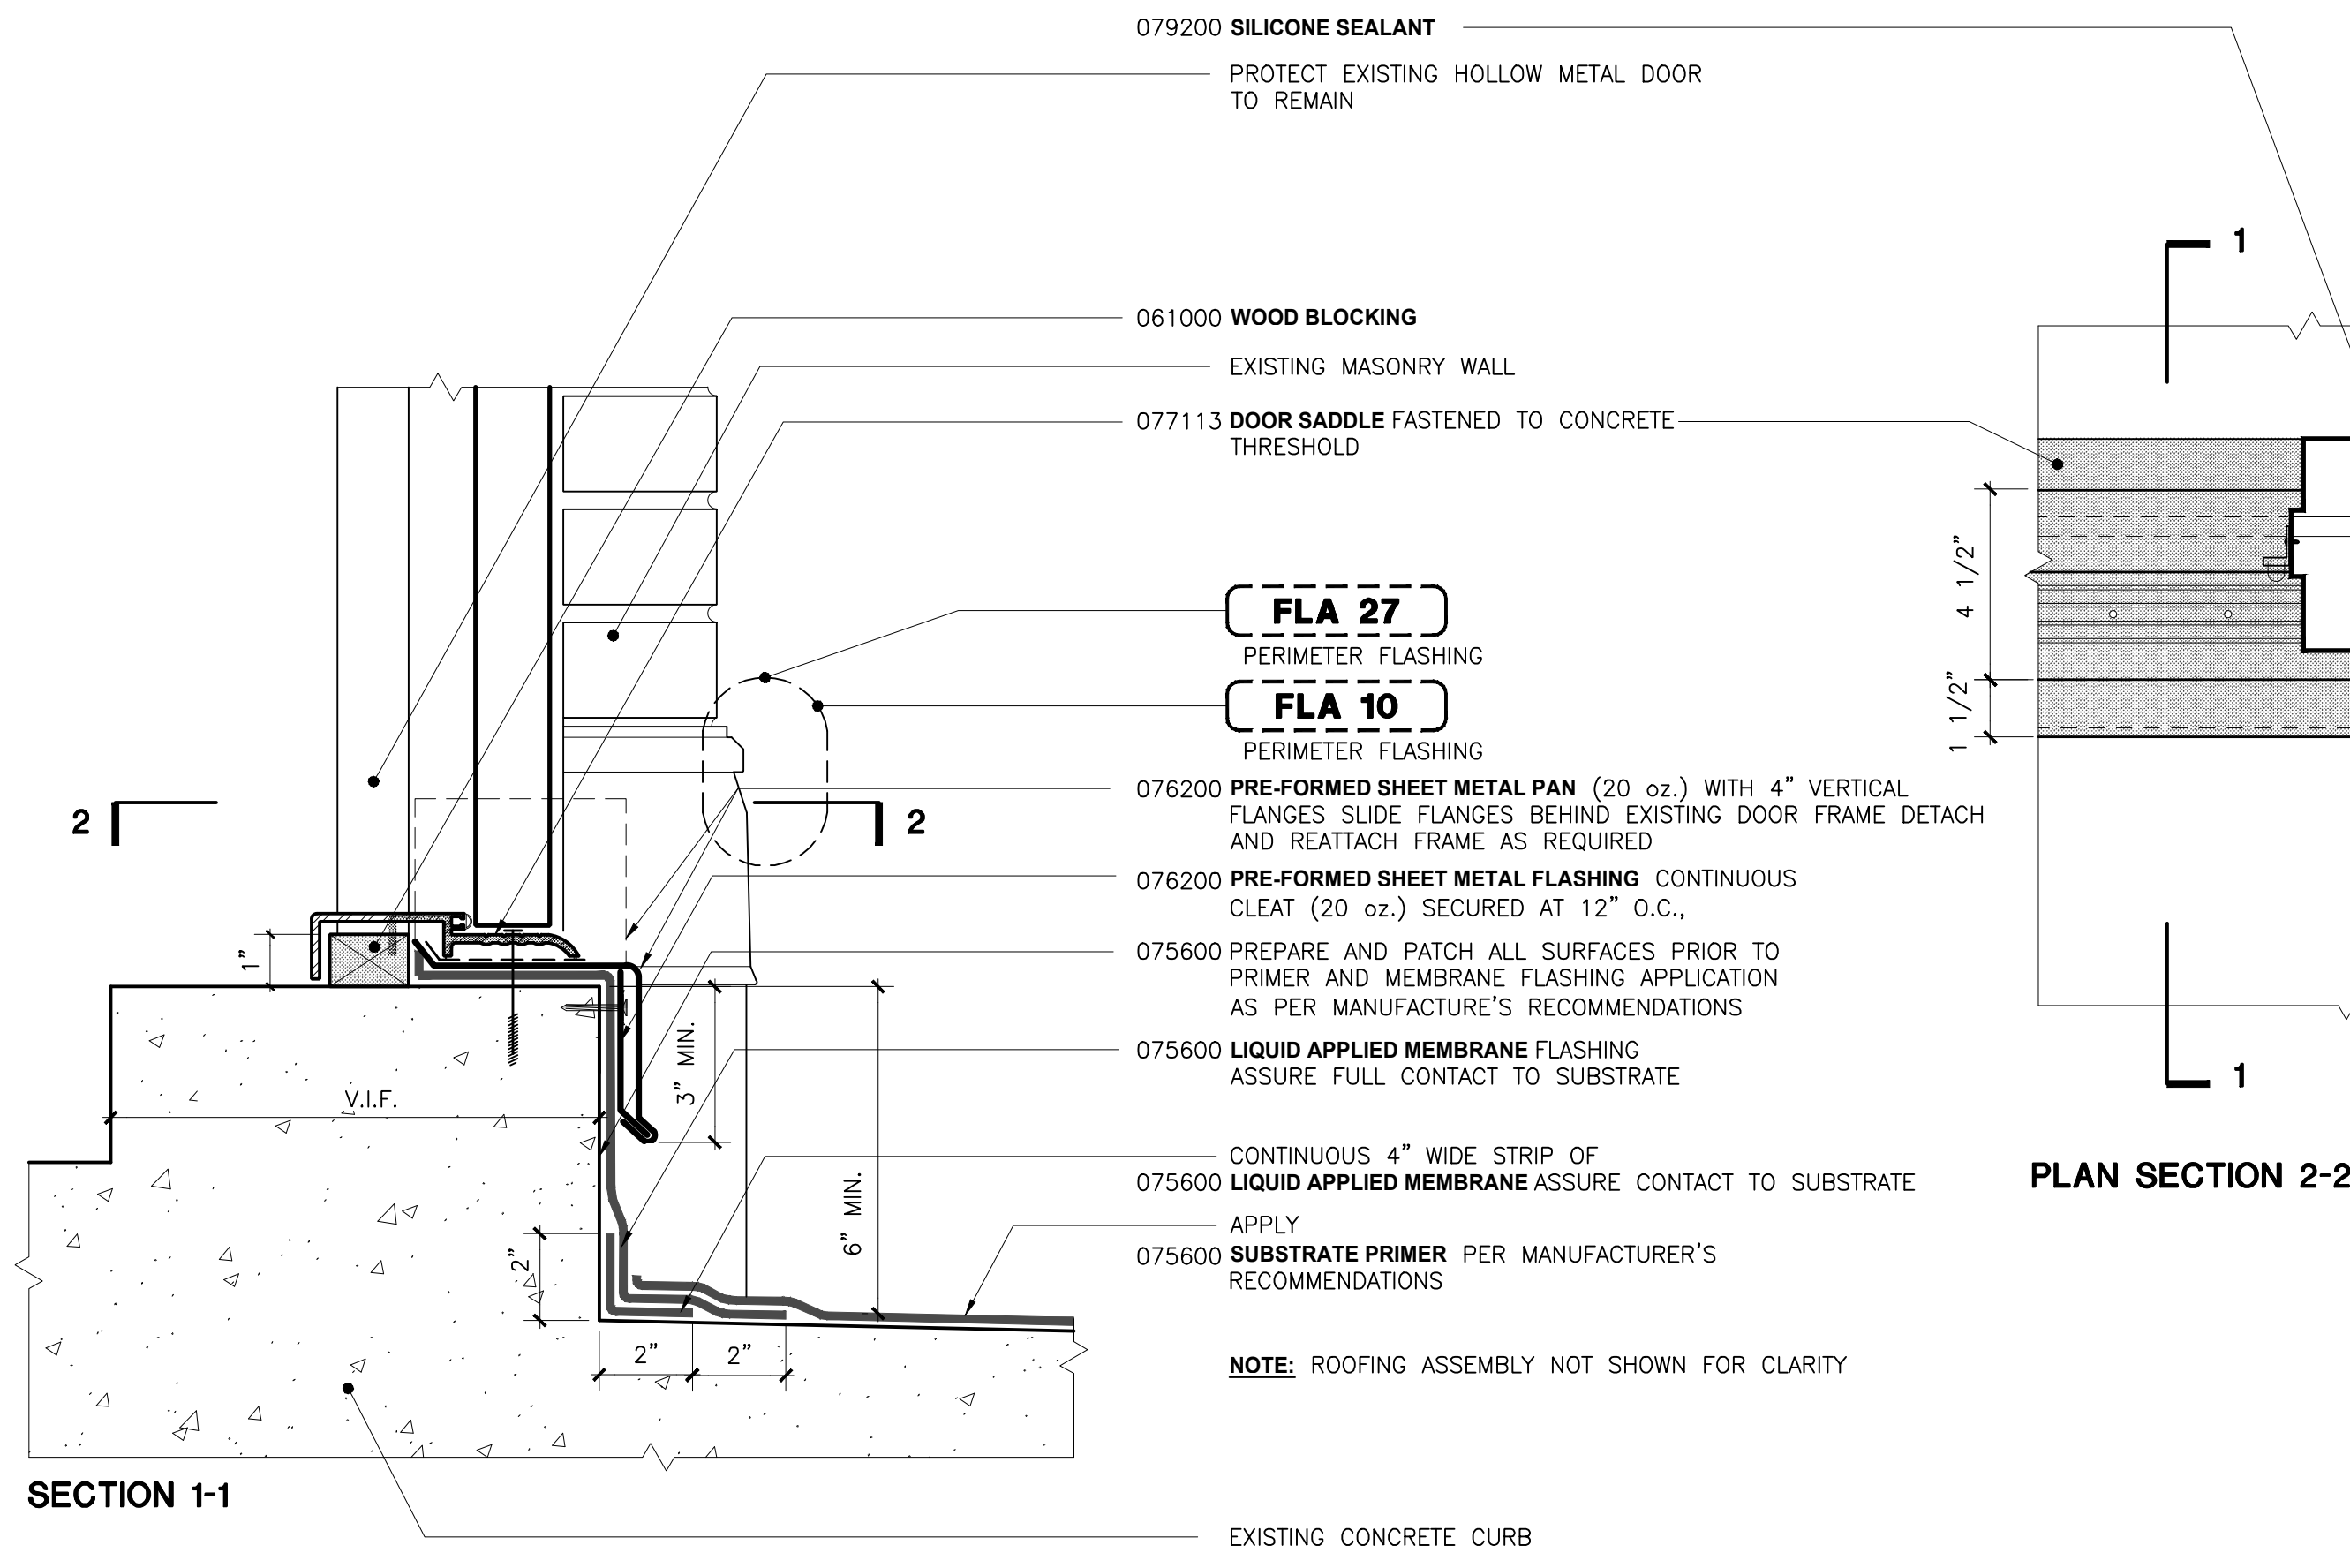 079200 SILICONE SEALANT
PROTECT EXISTING HOLLOW METAL DOOR
TO REMAIN
1
061000 WOOD BLOCKING
EXISTING MASONRY WALL
077113 DOOR SADDLE FASTENED TO CONCRETE
THRESHOLD
4 1/2"
1 1/2"
FLA 27
PERIMETER FLASHING
FLA 10
PERIMETER FLASHING
2
2
076200 PRE-FORMED SHEET METAL PAN (20 oz.) WITH 4" VERTICAL
FLANGES SLIDE FLANGES BEHIND EXISTING DOOR FRAME DETACH
AND REATTACH FRAME AS REQUIRED
076200 PRE-FORMED SHEET METAL FLASHING CONTINUOUS
CLEAT (20 oz.) SECURED AT 12" O.C.,
1"
075600 PREPARE AND PATCH ALL SURFACES PRIOR TO
PRIMER AND MEMBRANE FLASHING APPLICATION
AS PER MANUFACTURE'S RECOMMENDATIONS
3" MIN.
075600 LIQUID APPLIED MEMBRANE FLASHING
ASSURE FULL CONTACT TO SUBSTRATE
1
V.I.F.
6" MIN.
CONTINUOUS 4" WIDE STRIP OF
075600 LIQUID APPLIED MEMBRANE ASSURE CONTACT TO SUBSTRATE
PLAN SECTION 2-2
2"
APPLY
075600 SUBSTRATE PRIMER PER MANUFACTURER'S
RECOMMENDATIONS
2"
2"
NOTE: ROOFING ASSEMBLY NOT SHOWN FOR CLARITY
SECTION 1-1
EXISTING CONCRETE CURB